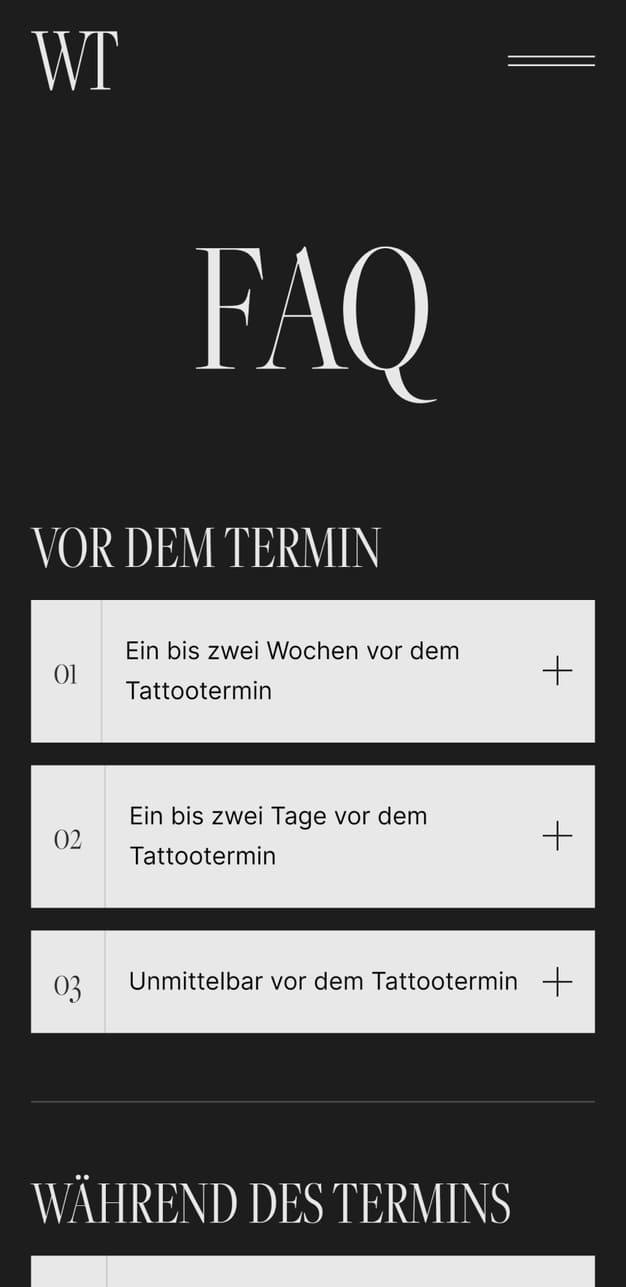 WT
FAQ
VOR DEM TERMIN
01
Ein bis zwei Wochen vor dem
Tattootermin
02
Ein bis zwei Tage vor dem
Tattootermin
03
Unmittelbar vor dem Tattootermin
WÄHREND DES TERMINS